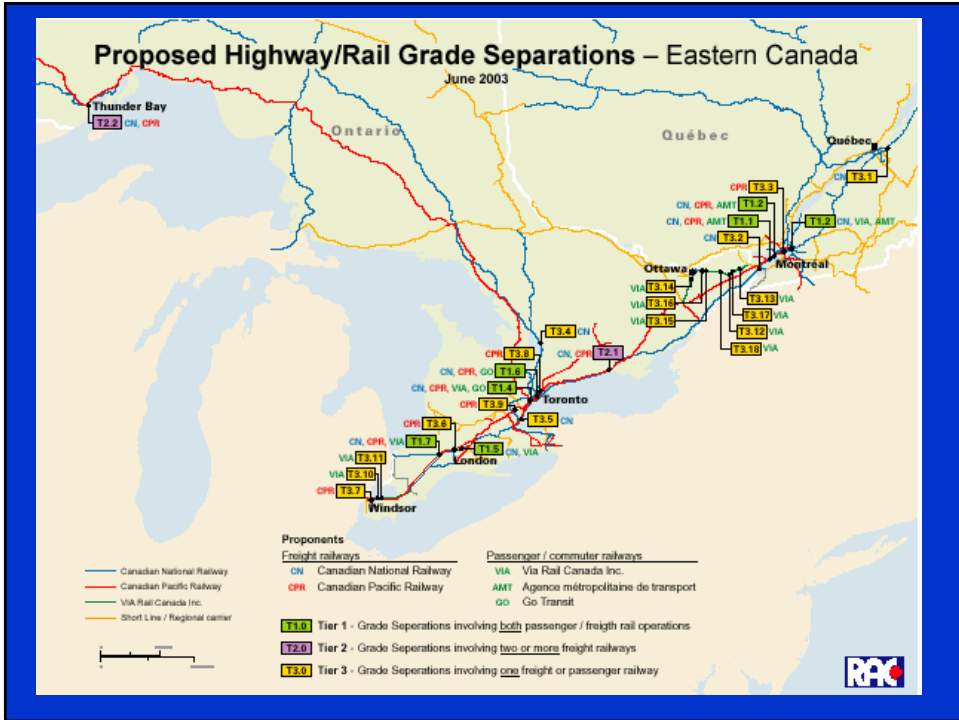 Proposed Highway/Rail Grade Separations – Eastern Canada
June 2003
Thunder Bay
T2.2 CN, CPR
Ontario
Québec
Québec
CN T3.1
CPR T3.3
CN, CPR, AMT T1.2
CN, CPR, AMT T1.1
T1.2 CN, VIA, AMT
CN T3.2
Montréal
Ottawa
VIA T3.14
VIA T3.16
VIA T3.15
T3.13 VIA
T3.17 VIA
T3.12 VIA
T3.18 VIA
T3.4 CN
CPR T3.8
CN, CPR T2.1
CN, CPR, GO T1.6
CN, CPR, VIA, GO T1.4
Toronto
CPR T3.9
T3.5 CN
CPR T3.6
CN, CPR, VIA T1.7
T1.5 CN, VIA
London
VIA T3.11
VIA T3.10
CPR T3.7
Windsor
Proponents
Freight railways
CN Canadian National Railway
CPR Canadian Pacific Railway
Passenger / commuter railways
VIA Via Rail Canada Inc.
AMT Agence métropolitaine de transport
GO Go Transit
Canadian National Railway
Canadian Pacific Railway
VIA Rail Canada Inc.
Short Line / Regional carrier
T1.0 Tier 1 - Grade Seperations involving both passenger / freigth rail operations
T2.0 Tier 2 - Grade Seperations involving two or more freight railways
T3.0 Tier 3 - Grade Seperations involving one freight or passenger railway
RAC